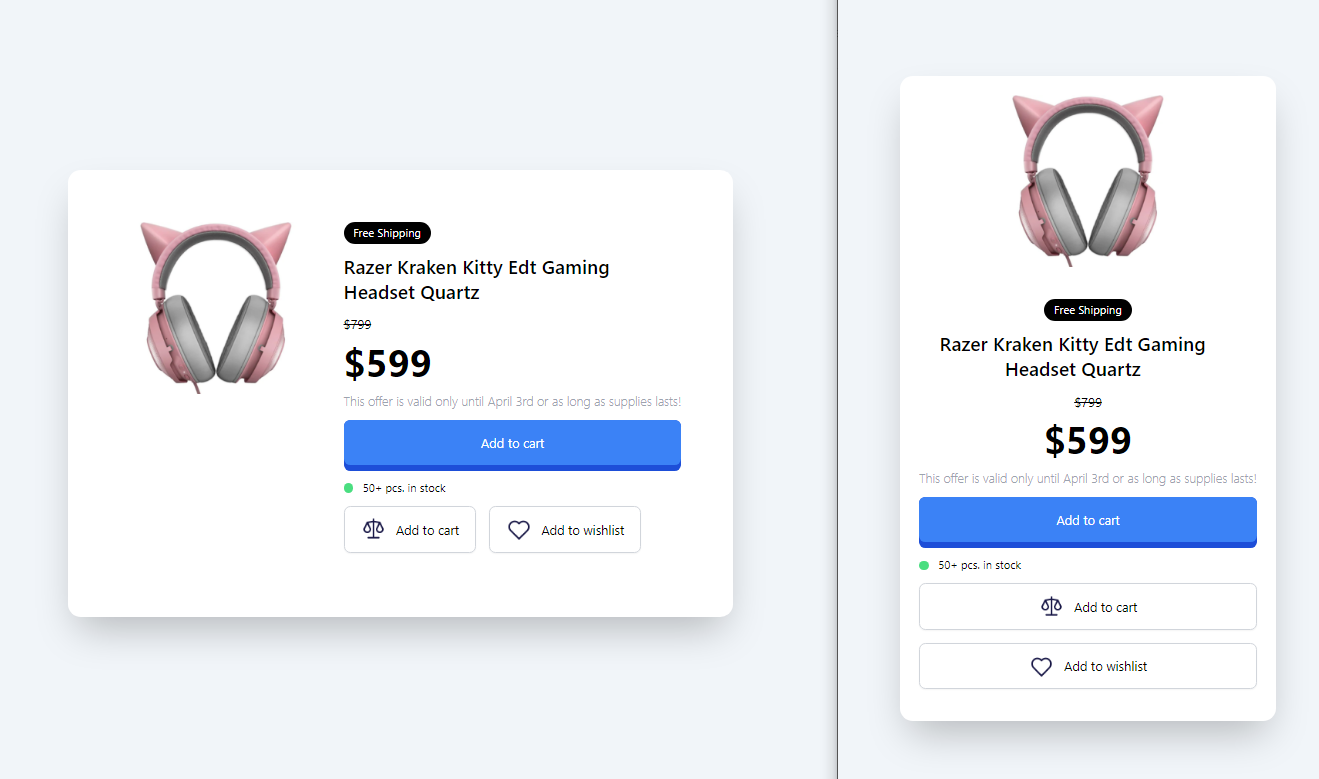 Free Shipping
Razer Kraken Kitty Edt Gaming
Headset Quartz
$799
$599
This offer is valid only until April 3rd or as long as supplies lasts!
Add to cart
50+ pcs. in stock
Add to cart
Add to wishlist
Free Shipping
Razer Kraken Kitty Edt Gaming
Headset Quartz
$799
$599
This offer is valid only until April 3rd or as long as supplies lasts!
Add to cart
50+ pcs. in stock
Add to cart
Add to wishlist